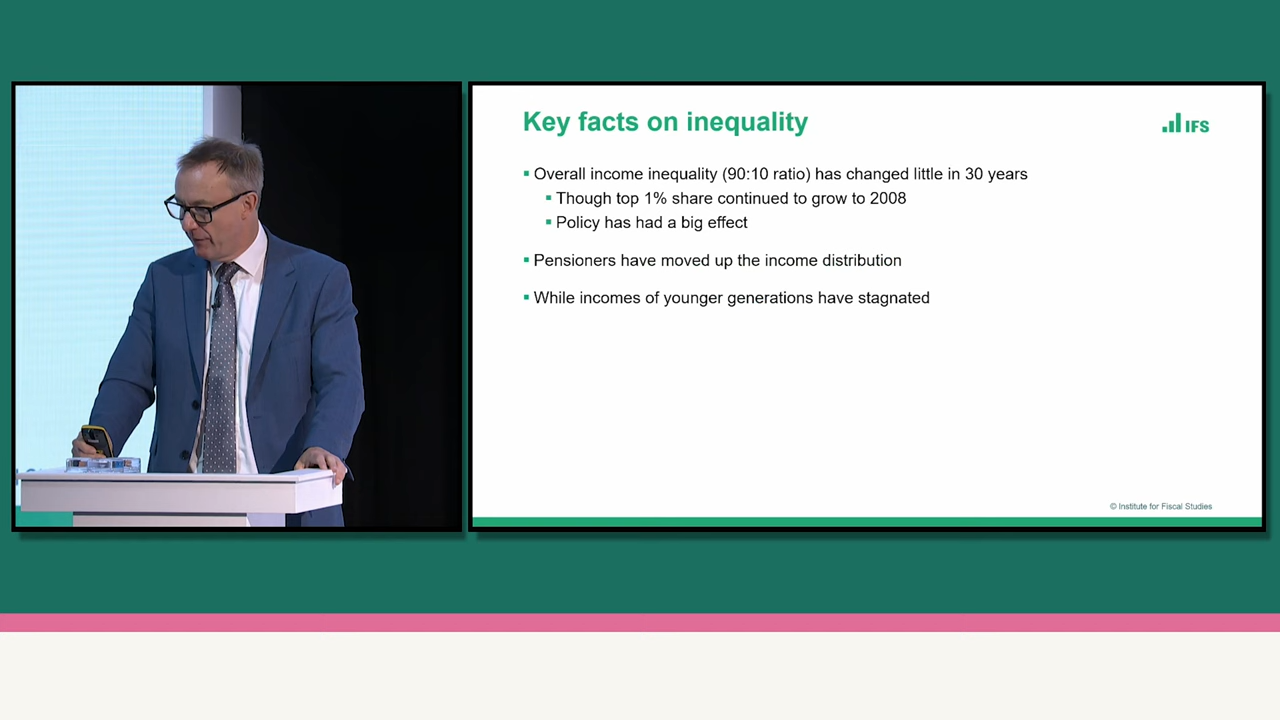 Key facts on inequality
IFS
▪ Overall income inequality (90:10 ratio) has changed little in 30 years
▪ Though top 1% share continued to grow to 2008
▪ Policy has had a big effect
▪ Pensioners have moved up the income distribution
▪ While incomes of younger generations have stagnated
© Institute for Fiscal Studies